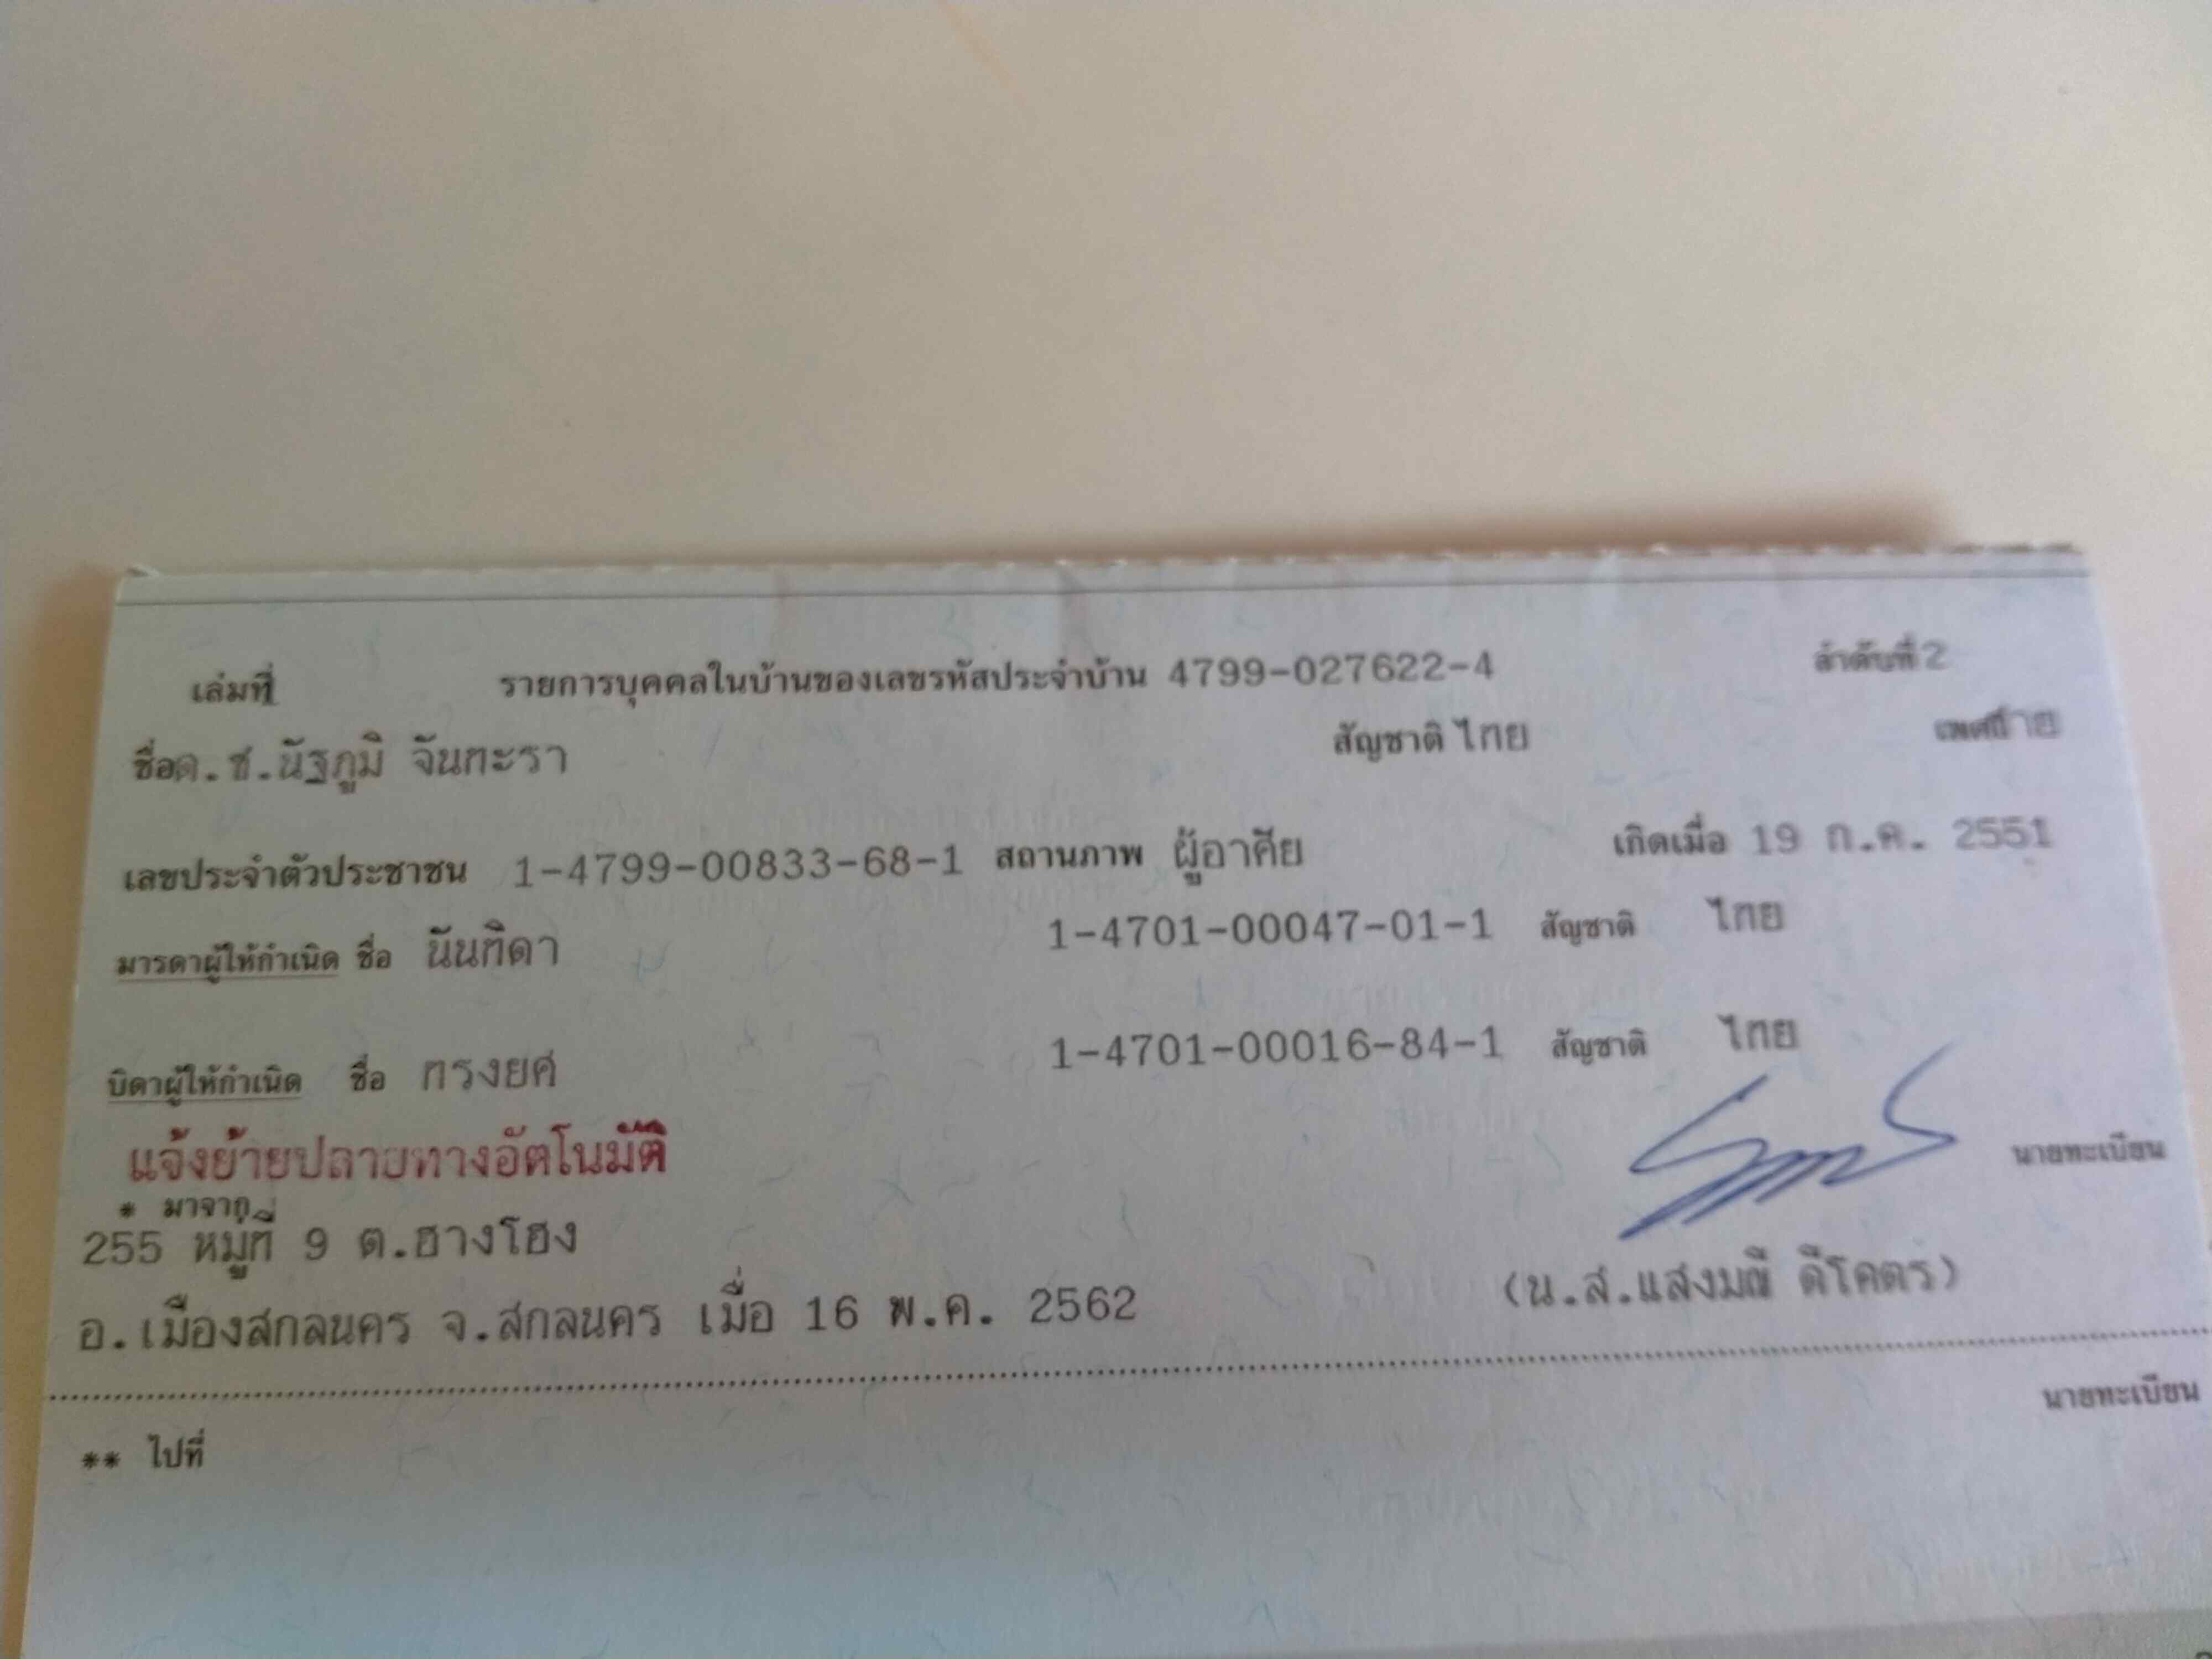 เล่มที่ 1 รายการบุคคลในบ้านของเลขรหัสประจำบ้าน 4799-027622-4 ลำดับที่ 2
ชื่อ ด.ช.นัฐภูมิ จันทะรา สัญชาติ ไทย เพศ ชาย
เลขประจำตัวประชาชน 1-4799-00833-68-1 สถานภาพ ผู้อาศัย เกิดเมื่อ 19 ก.ค. 2551
มารดาผู้ให้กำเนิด ชื่อ นันทิดา 1-4701-00047-01-1 สัญชาติ ไทย
บิดาผู้ให้กำเนิด ชื่อ ทรงยศ 1-4701-00016-84-1 สัญชาติ ไทย
แจ้งย้ายปลายทางอัตโนมัติ
นายทะเบียน
* มาจาก
255 หมู่ที่ 9 ต.ฮางโฮง
(น.ส.แสงมณี ดีโคตร)
อ.เมืองสกลนคร จ.สกลนคร เมื่อ 16 พ.ค. 2562
นายทะเบียน
** ไปที่